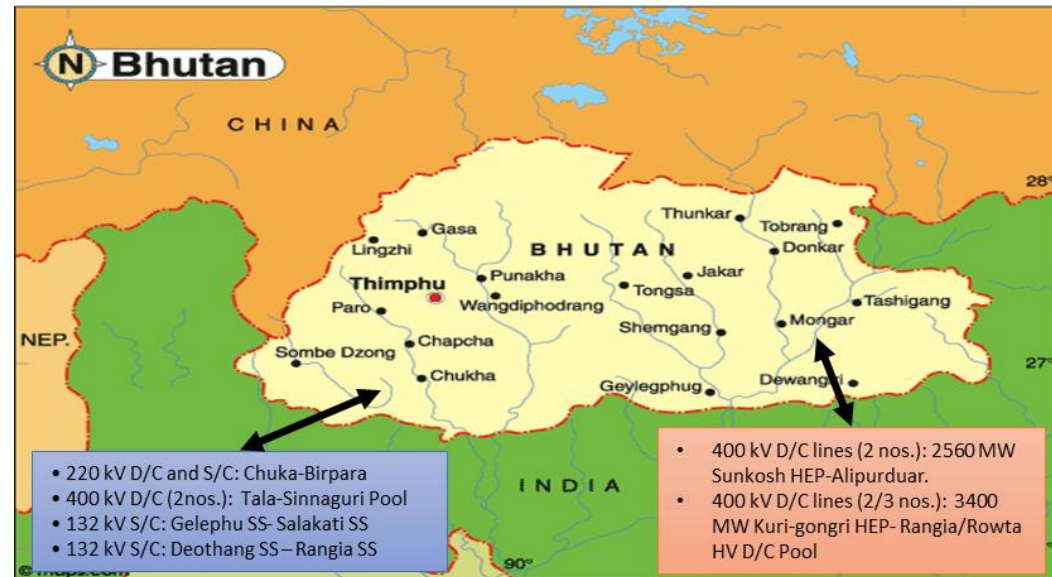 N Bhutan
CHINA
28°
Thunkar
Tobrang
Gasa
Lingzhi
BHUTAN
Donkar
Punakha
Jakar
Thimphu
Tongsa
Tashigang
Wangdiphodrang
Paro
Mongar
NEP.
Shemgang
Chapcha
Sombe Dzong
27°
Chukha
Geylegphug
Dewangiri
• 220 kV D/C and S/C: Chuka-Birpara
• 400 kV D/C (2nos.): Tala-Sinnaguri Pool
• 132 kV S/C: Gelephu SS- Salakati SS
• 132 kV S/C: Deothang SS – Rangia SS
INDIA
• 400 kV D/C lines (2 nos.): 2560 MW
Sunkosh HEP-Alipurduar.
• 400 kV D/C lines (2/3 nos.): 3400
MW Kuri-gongri HEP- Rangia/Rowta
HV D/C Pool
90°